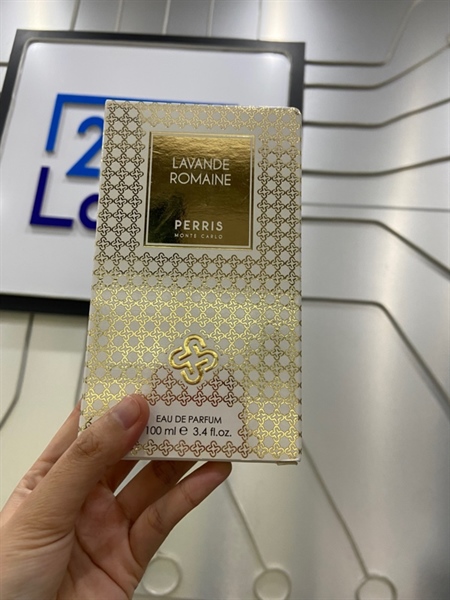 LAVANDE
ROMAINE
PERRIS
MONTE CARLO
EAU DE PARFUM
100 ml ℮ 3.4 fl.oz.